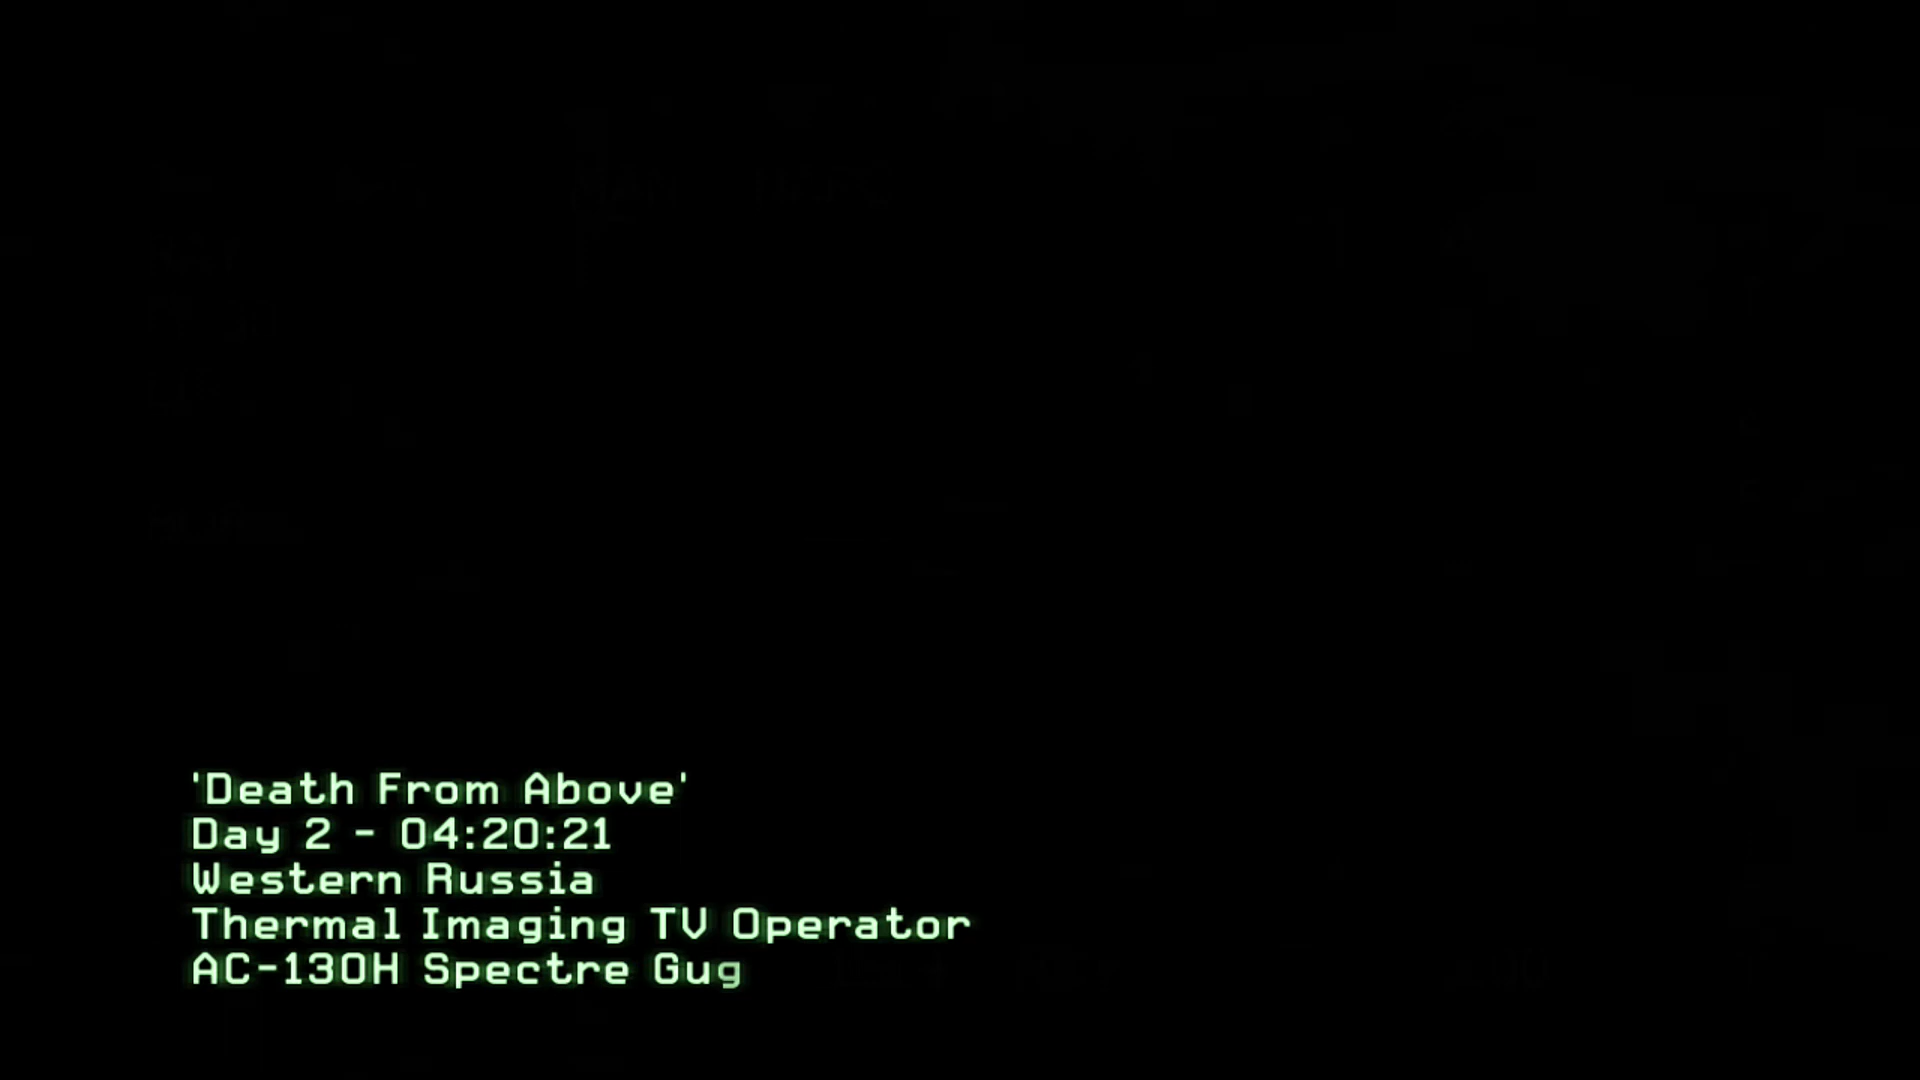 'Death From Above'
Day 2 - 04:20:21
Western Russia
Thermal Imaging TV Operator
AC-130H Spectre Gug